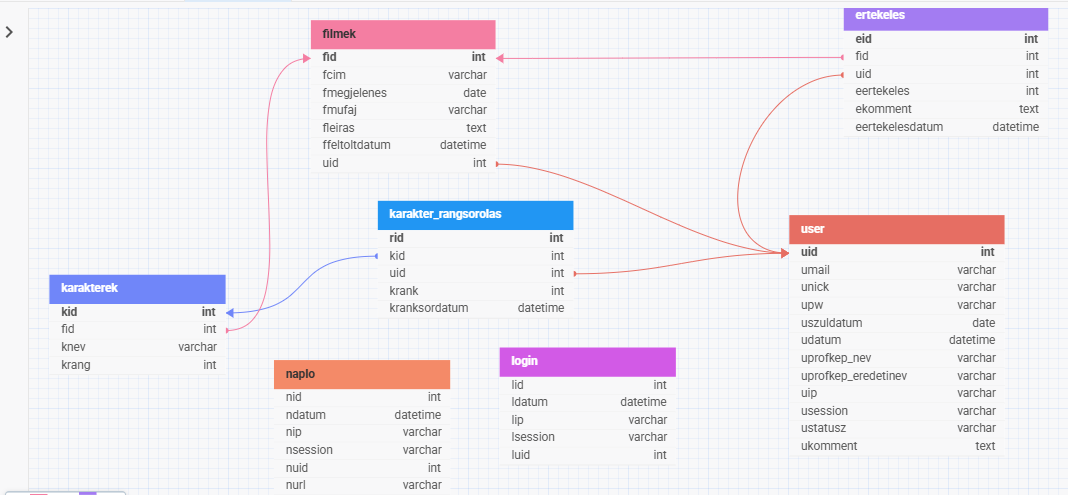 filmek
fid int
fcim varchar
fmegjelenes date
fmufaj varchar
fleiras text
ffeltoltdatum datetime
uid int
ertekeles
eid int
fid int
uid int
eertekeles int
ekomment text
eertekelesdatum datetime
karakter_rangsorolas
rid int
kid int
uid int
krank int
kranksordatum datetime
user
uid int
umail varchar
unick varchar
upw varchar
uszuldatum date
udatum datetime
uprofkep_nev varchar
uprofkep_eredetinev varchar
uip varchar
usession varchar
ustatusz varchar
ukomment text
karakterek
kid int
fid int
knev varchar
krang int
naplo
nid int
ndatum datetime
nip varchar
nsession varchar
nuid int
nurl varchar
login
lid int
ldatum datetime
lip varchar
lsession varchar
luid int